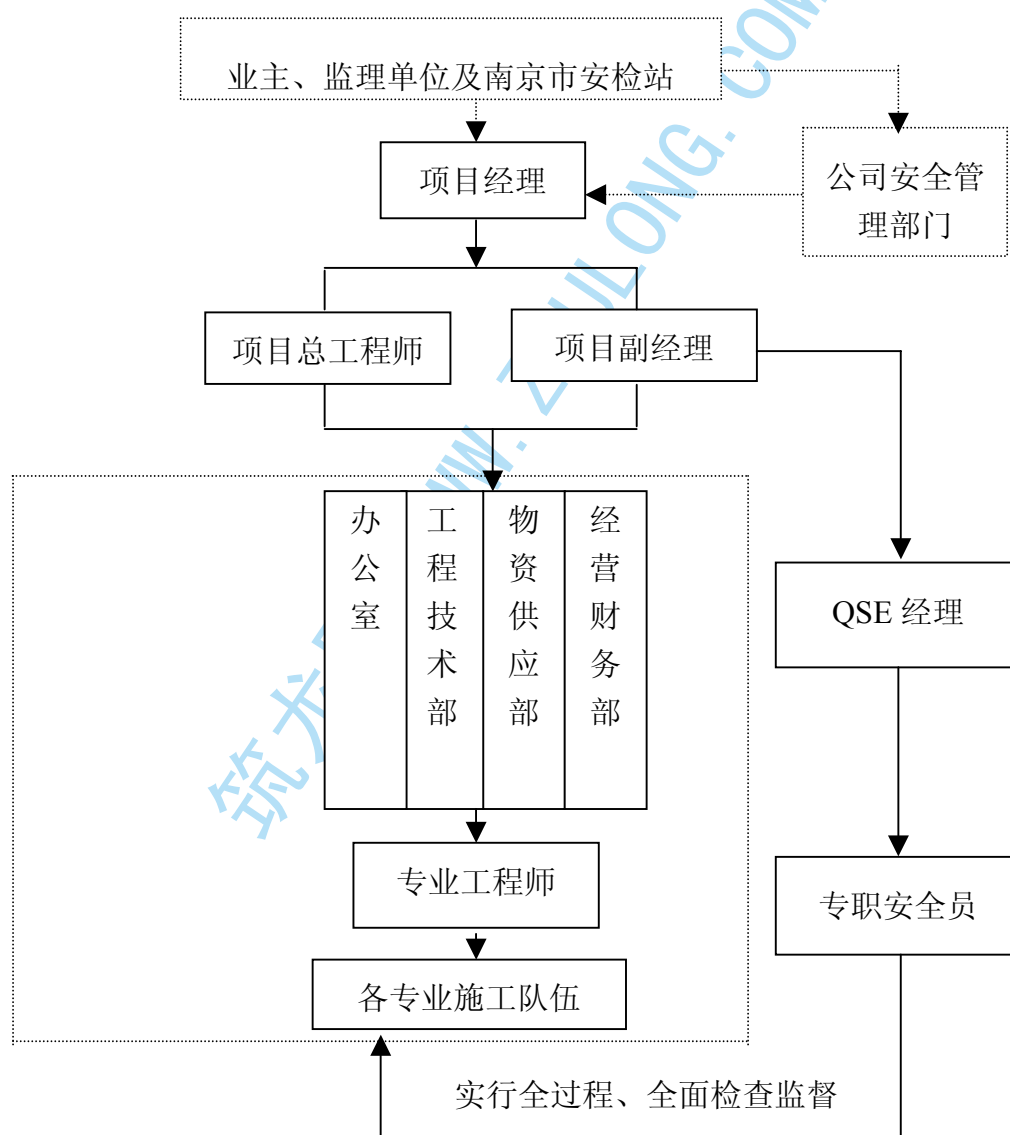 业主、监理单位及南京市安检站
项目经理
公司安全管
理部门
项目总工程师
项目副经理
办公室
工程技术部
物资供应部
经营财务部
QSE 经理
专业工程师
专职安全员
各专业施工队伍
实行全过程、全面检查监督